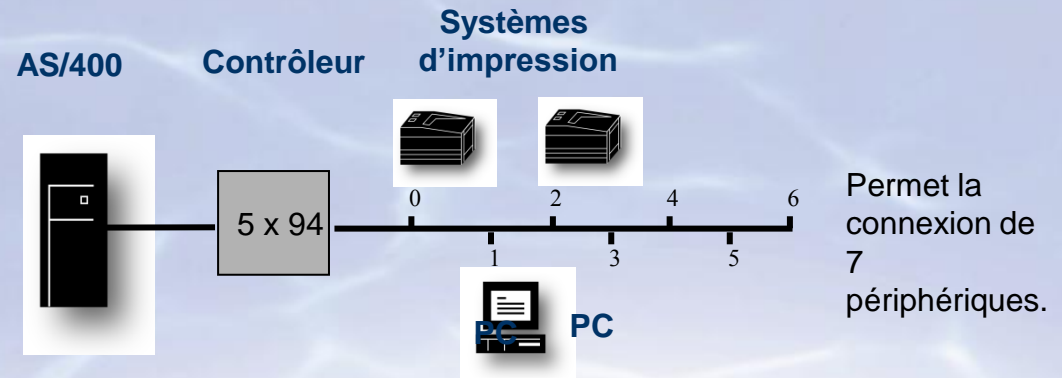 Systèmes
d'impression
AS/400
Contrôleur
5 x 94
0
2
4
6
1
3
5
PC
PC
Permet la
connexion de
7
périphériques.